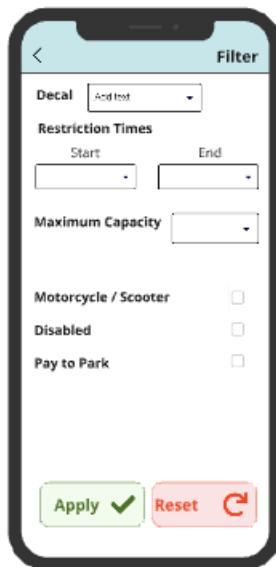 Filter
Decal Add text
Restriction Times
Start End
Maximum Capacity
Motorcycle / Scooter
Disabled
Pay to Park
Apply Reset